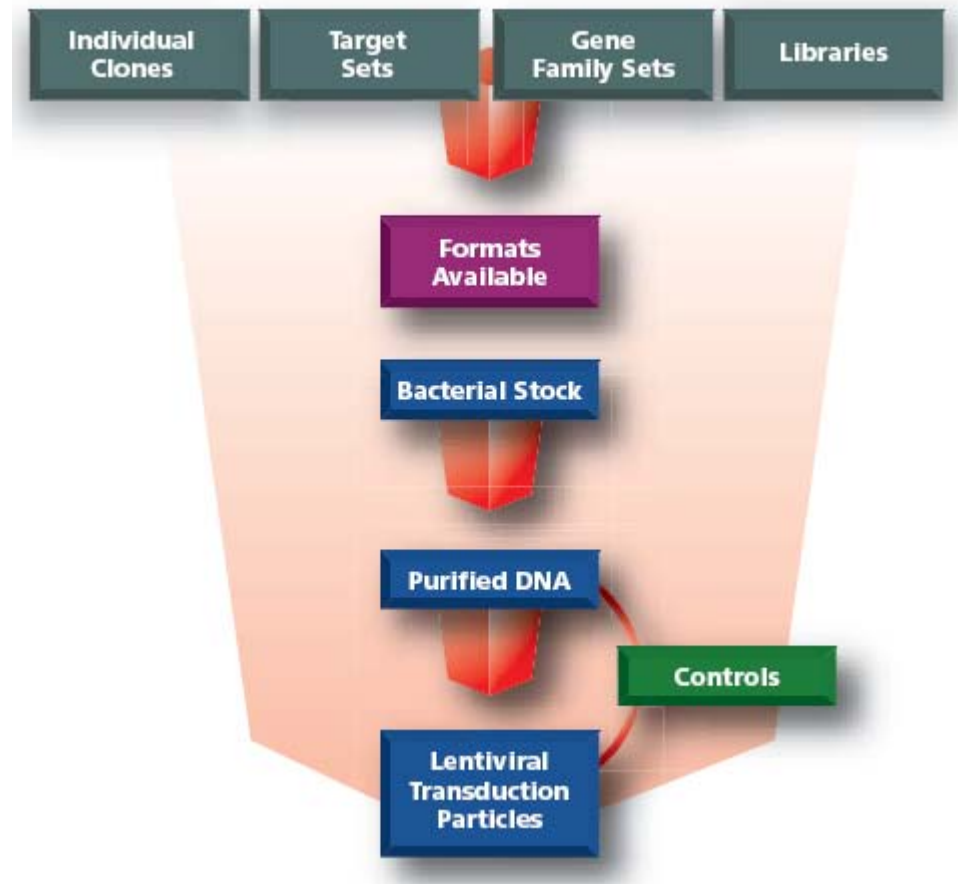 Individual
Clones
Target
Sets
Gene
Family Sets
Libraries
Formats
Available
Bacterial Stock
Purified DNA
Controls
Lentiviral
Transduction
Particles